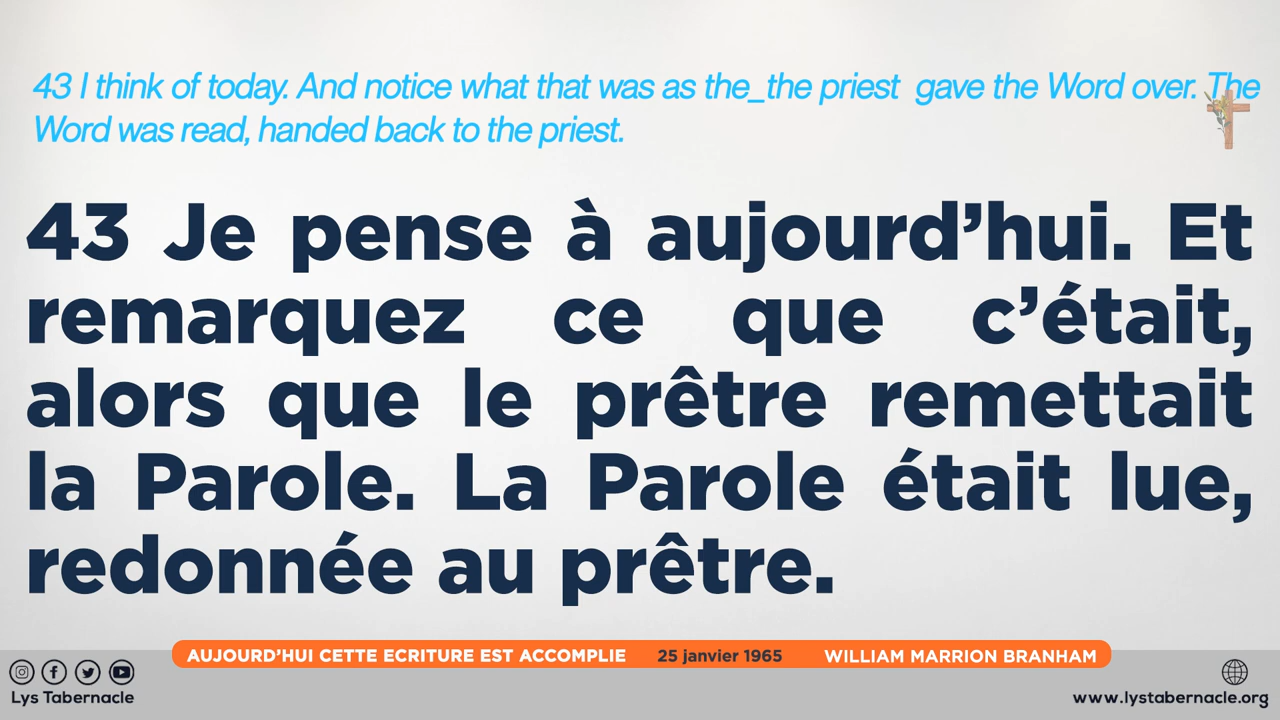 43 I think of today. And notice what that was as the_the priest gave the Word over. The
Word was read, handed back to the priest.
43 Je pense à aujourd’hui. Et
remarquez ce que c’était,
alors que le prêtre remettait
la Parole. La Parole était lue,
redonnée au prêtre.
AUJOURD’HUI CETTE ECRITURE EST ACCOMPLIE 25 janvier 1965 WILLIAM MARRION BRANHAM
Lys Tabernacle
www.lystabernacle.org